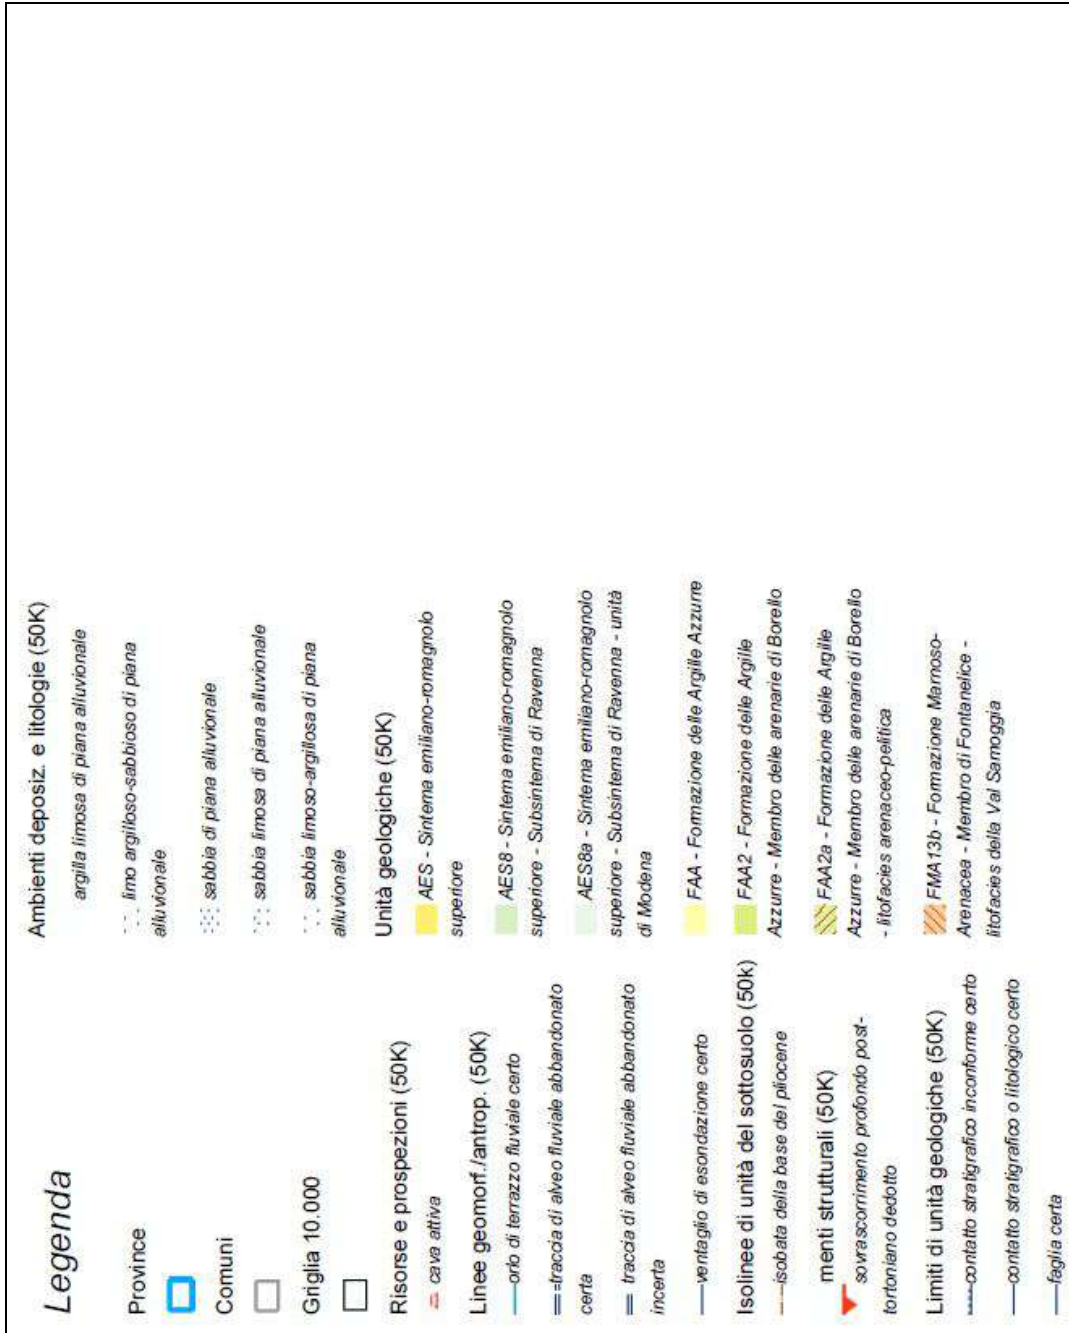 Legenda
Province
Comuni
Griglia 10.000
Risorse e prospezioni (50K)
cava attiva
Linee geomorf./antrop. (50K)
orlo di terrazzo fluviale certo
traccia di alveo fluviale abbandonato
certa
traccia di alveo fluviale abbandonato
incerta
ventaglio di esondazione certo
Isolinee di unità del sottosuolo (50k)
isobata della base del pliocene
menti strutturali (50K)
sovrascorrimento profondo post-
tortoniano dedotto
Limiti di unità geologiche (50K)
contatto stratigrafico inconforme certo
contatto stratigrafico o litologico certo
faglia certa
Ambienti deposiz. e litologie (50K)
argilla limosa di piana alluvionale
limo argilloso-sabbioso di piana
alluvionale
sabbia di piana alluvionale
sabbia limosa di piana alluvionale
sabbia limoso-argillosa di piana
alluvionale
Unità geologiche (50K)
AES - Sintema emiliano-romagnolo
superiore
AES8 - Sintema emiliano-romagnolo
superiore - Subsintema di Ravenna
AES8a - Sintema emiliano-romagnolo
superiore - Subsintema di Ravenna - unità
di Modena
FAA - Formazione delle Argille Azzurre
FAA2 - Formazione delle Argille
Azzurre - Membro delle arenarie di Borello
FAA2a - Formazione delle Argille
Azzurre - Membro delle arenarie di Borello
- litofacies arenaceo-pelitica
FMA13b - Formazione Marnoso-
Arenacea - Membro di Fontanelice -
litofacies della Val Samoggia